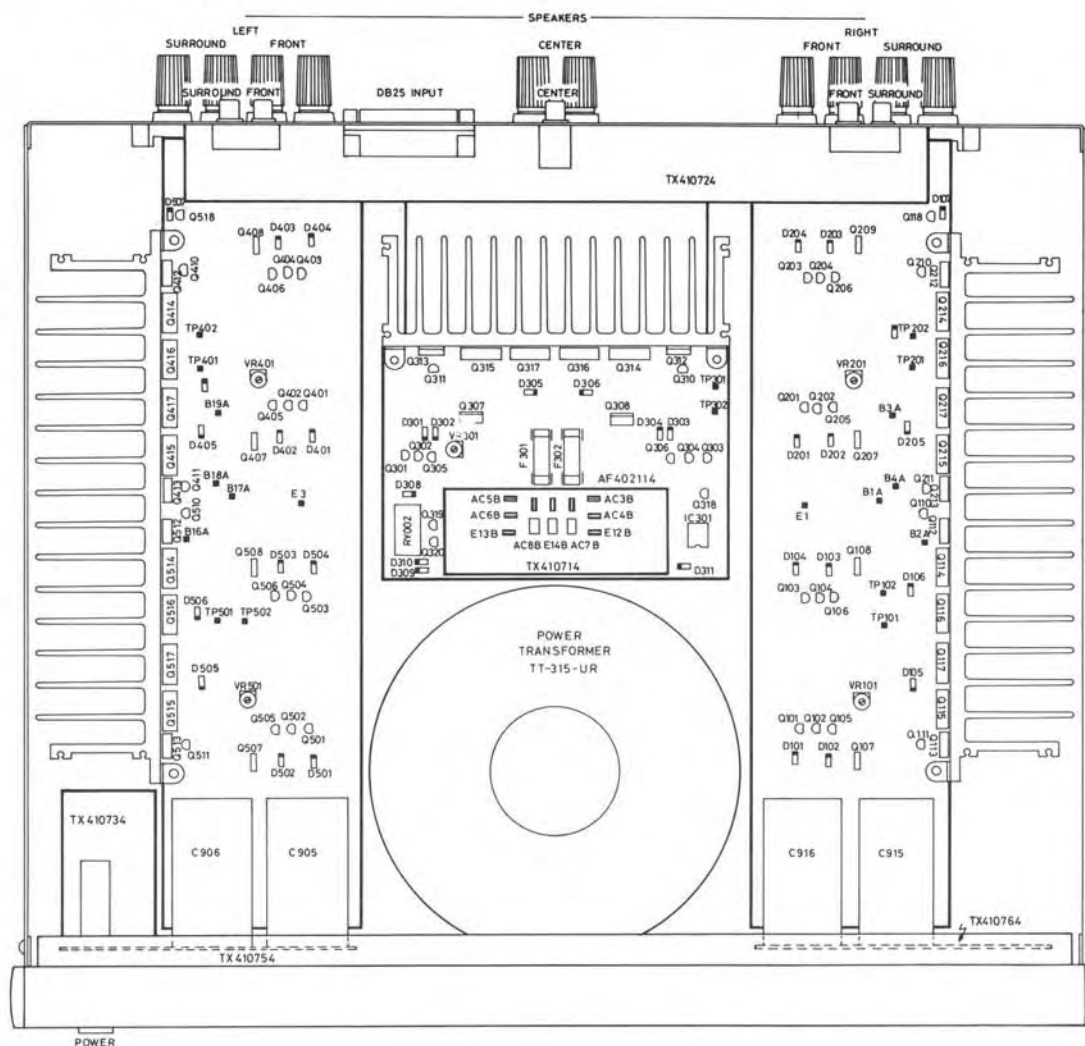 SPEAKERS
LEFT
RIGHT
SURROUND FRONT
CENTER
FRONT SURROUND
SURROUND FRONT
DB25 INPUT
CENTER
FRONT SURROUND
TX410724
D507
Q518
Q408
D403
D404
Q410
Q412
Q406
Q404
Q403
Q414
TP402
Q416
TP401
VR401
Q417
B19A
Q402
Q401
Q405
D405
Q415
Q407
D402
D401
Q411
Q413
B18A
B17A
E3
Q510
Q512
B16A
Q508
D503
D504
Q514
Q506
Q504
Q503
D506
Q516
TP501
TP502
Q517
D505
VR501
Q515
Q505
Q502
Q501
Q513
Q511
Q507
D502
D501
Q313
Q311
Q315
Q317
Q316
Q314
Q312
Q310
TP301
D305
D306
TP302
Q307
Q308
D301
D302
D304
D303
F301
F302
Q301
Q302
Q305
Q306
Q304
Q303
D308
AF402114
Q318
AC5B
AC3B
AC6B
AC4B
E13B
E12B
AC8B
E14B
AC7B
TX410714
RY002
Q319
Q320
IC301
D310
D309
D311
POWER
TRANSFORMER
TT-315-UR
Q118
D204
D203
Q209
Q203
Q204
Q206
Q210
Q212
Q214
TP202
Q216
TP201
VR201
Q217
B3A
Q201
Q202
Q205
D205
Q215
D201
D202
Q207
B4A
Q211
Q213
B1A
E1
Q110
Q112
B2A
D104
D103
Q108
Q114
Q103
Q104
Q106
TP102
D106
Q116
TP101
Q117
D105
VR101
Q115
Q101
Q102
Q105
Q111
Q113
D101
D102
Q107
TX410734
C906
C905
C916
C915
TX410764
TX410754
POWER